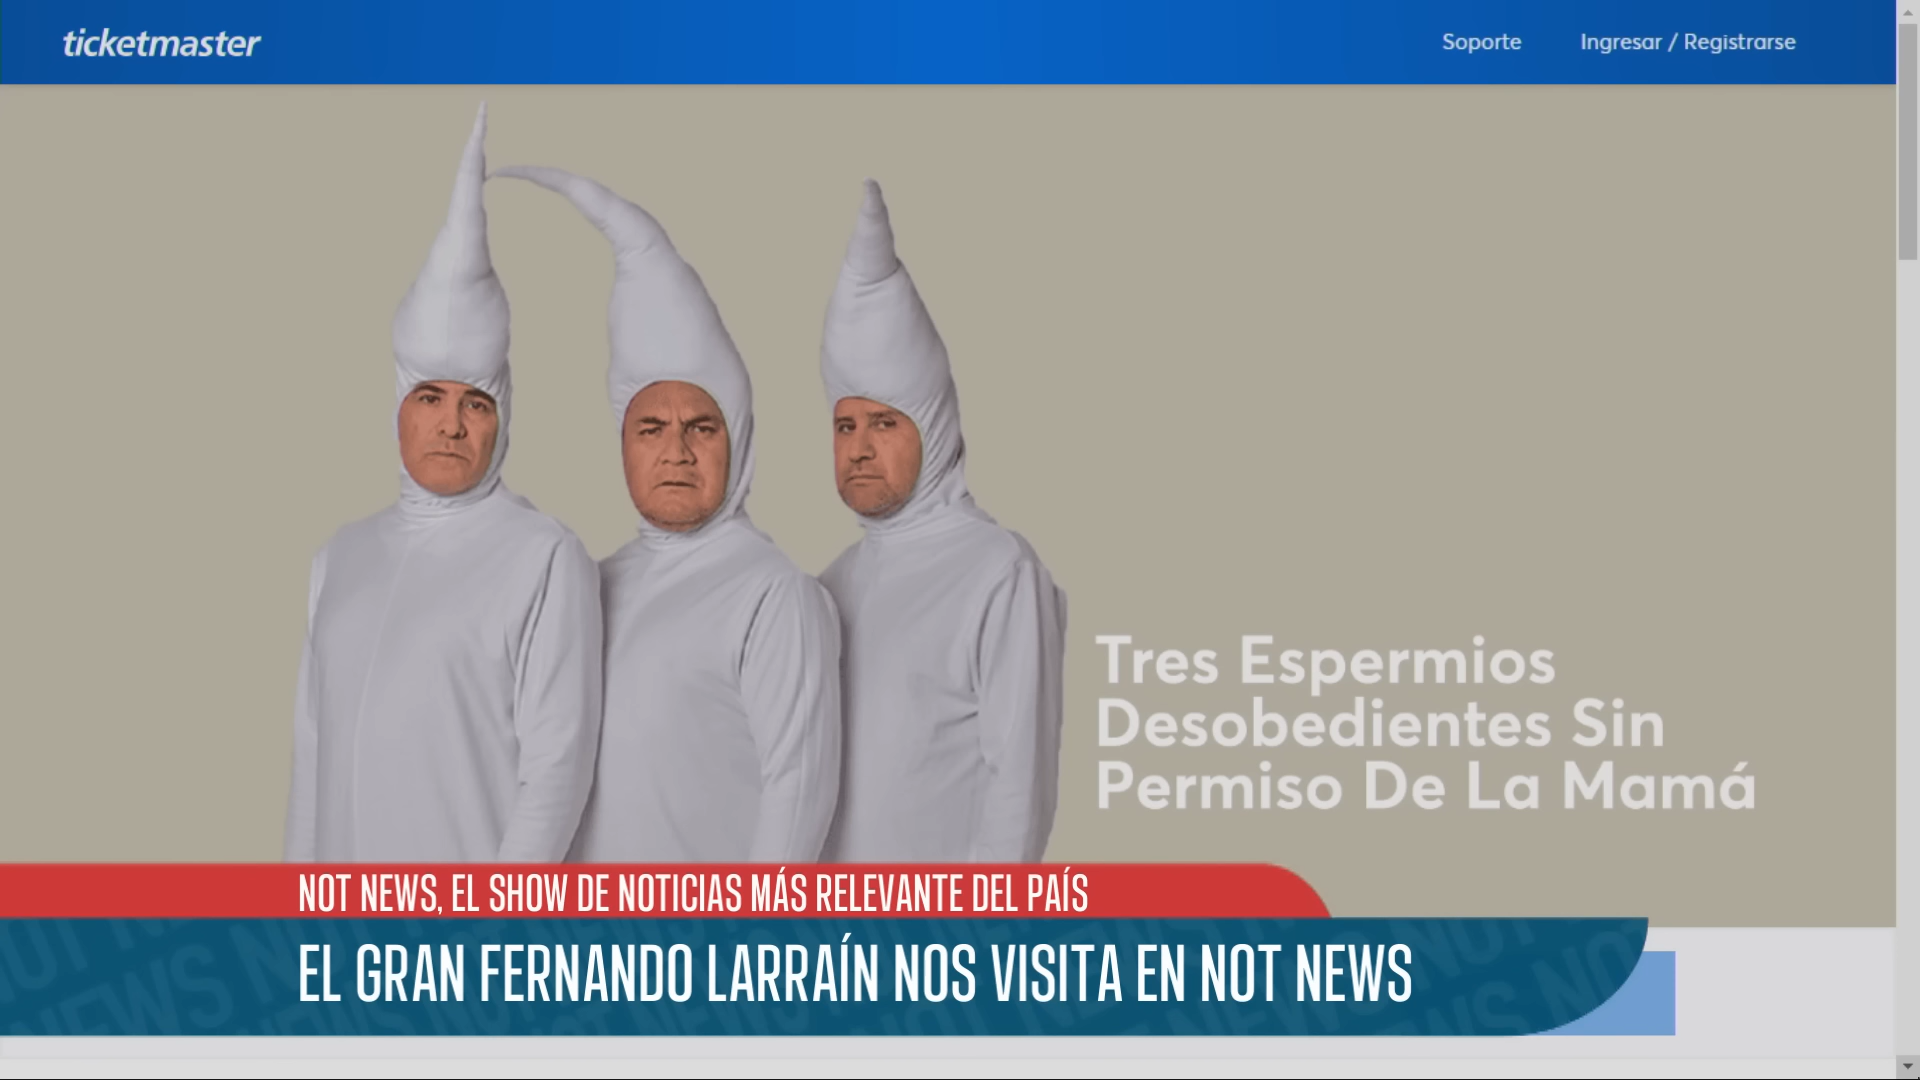 ticketmaster
Soporte
Ingresar / Registrarse
Tres Espermios
Desobedientes Sin
Permiso De La Mamá
NOT NEWS, EL SHOW DE NOTICIAS MÁS RELEVANTE DEL PAÍS
EL GRAN FERNANDO LARRAÍN NOS VISITA EN NOT NEWS